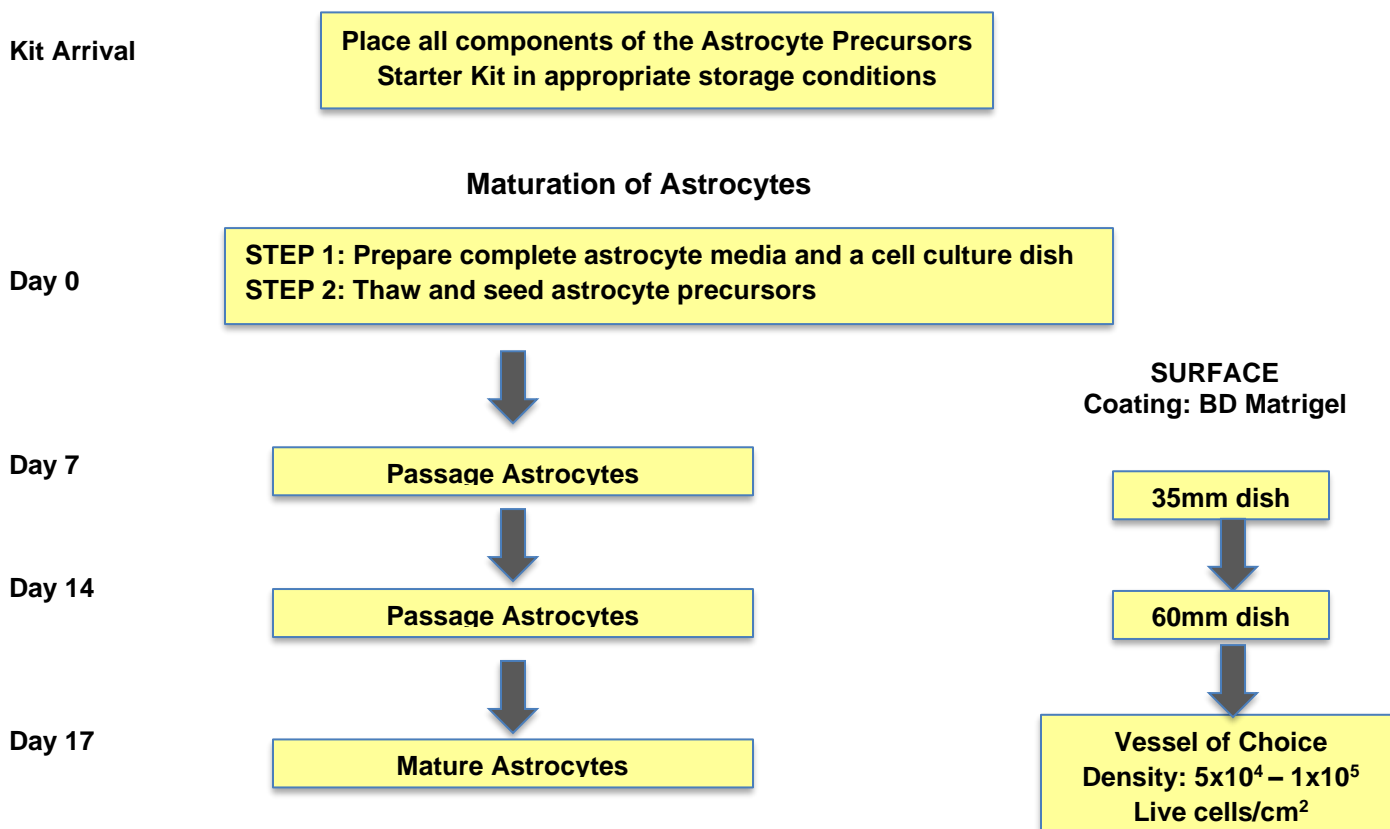 Kit Arrival
Place all components of the Astrocyte Precursors
Starter Kit in appropriate storage conditions
Maturation of Astrocytes
Day 0
STEP 1: Prepare complete astrocyte media and a cell culture dish
STEP 2: Thaw and seed astrocyte precursors
SURFACE
Coating: BD Matrigel
Day 7
Passage Astrocytes
35mm dish
Day 14
Passage Astrocytes
60mm dish
Day 17
Mature Astrocytes
Vessel of Choice
Density: 5x10⁴ – 1x10⁵
Live cells/cm²